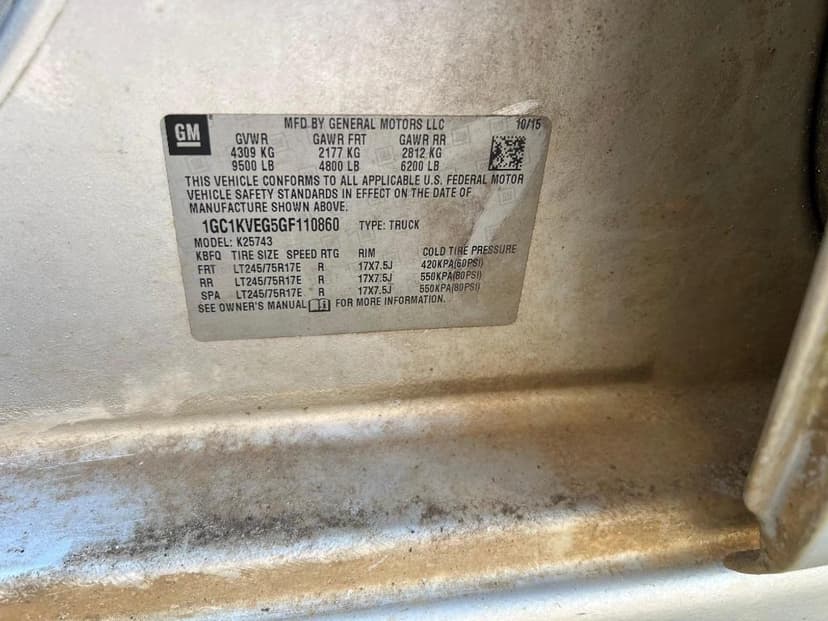 GM
MFD BY GENERAL MOTORS LLC 10/15
GVWR GAWR FRT GAWR RR
4309 KG 2177 KG 2812 KG
9500 LB 4800 LB 6200 LB
THIS VEHICLE CONFORMS TO ALL APPLICABLE U.S. FEDERAL MOTOR
VEHICLE SAFETY STANDARDS IN EFFECT ON THE DATE OF
MANUFACTURE SHOWN ABOVE.
1GC1KVEG5GF110860 TYPE: TRUCK
MODEL: K25743
KBFQ TIRE SIZE SPEED RTG RIM COLD TIRE PRESSURE
FRT LT245/75R17E R 17X7.5J 420KPA(60PSI)
RR LT245/75R17E R 17X7.5J 550KPA(80PSI)
SPA LT245/75R17E R 17X7.5J 550KPA(80PSI)
SEE OWNER'S MANUAL FOR MORE INFORMATION.